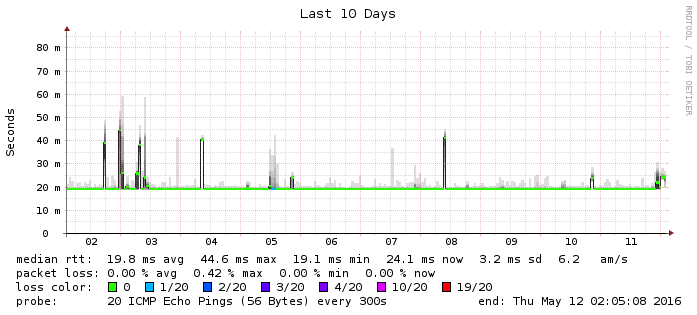 Last 10 Days
RRDTOOL / TOBI OETIKER
Seconds
80 m
70 m
60 m
50 m
40 m
30 m
20 m
10 m
0
02 03 04 05 06 07 08 09 10 11
median rtt: 19.8 ms avg 44.6 ms max 19.1 ms min 24.1 ms now 3.2 ms sd 6.2 am/s
packet loss: 0.00 % avg 0.42 % max 0.00 % min 0.00 % now
loss color: 0 1/20 2/20 3/20 4/20 10/20 19/20
probe: 20 ICMP Echo Pings (56 Bytes) every 300s end: Thu May 12 02:05:08 2016